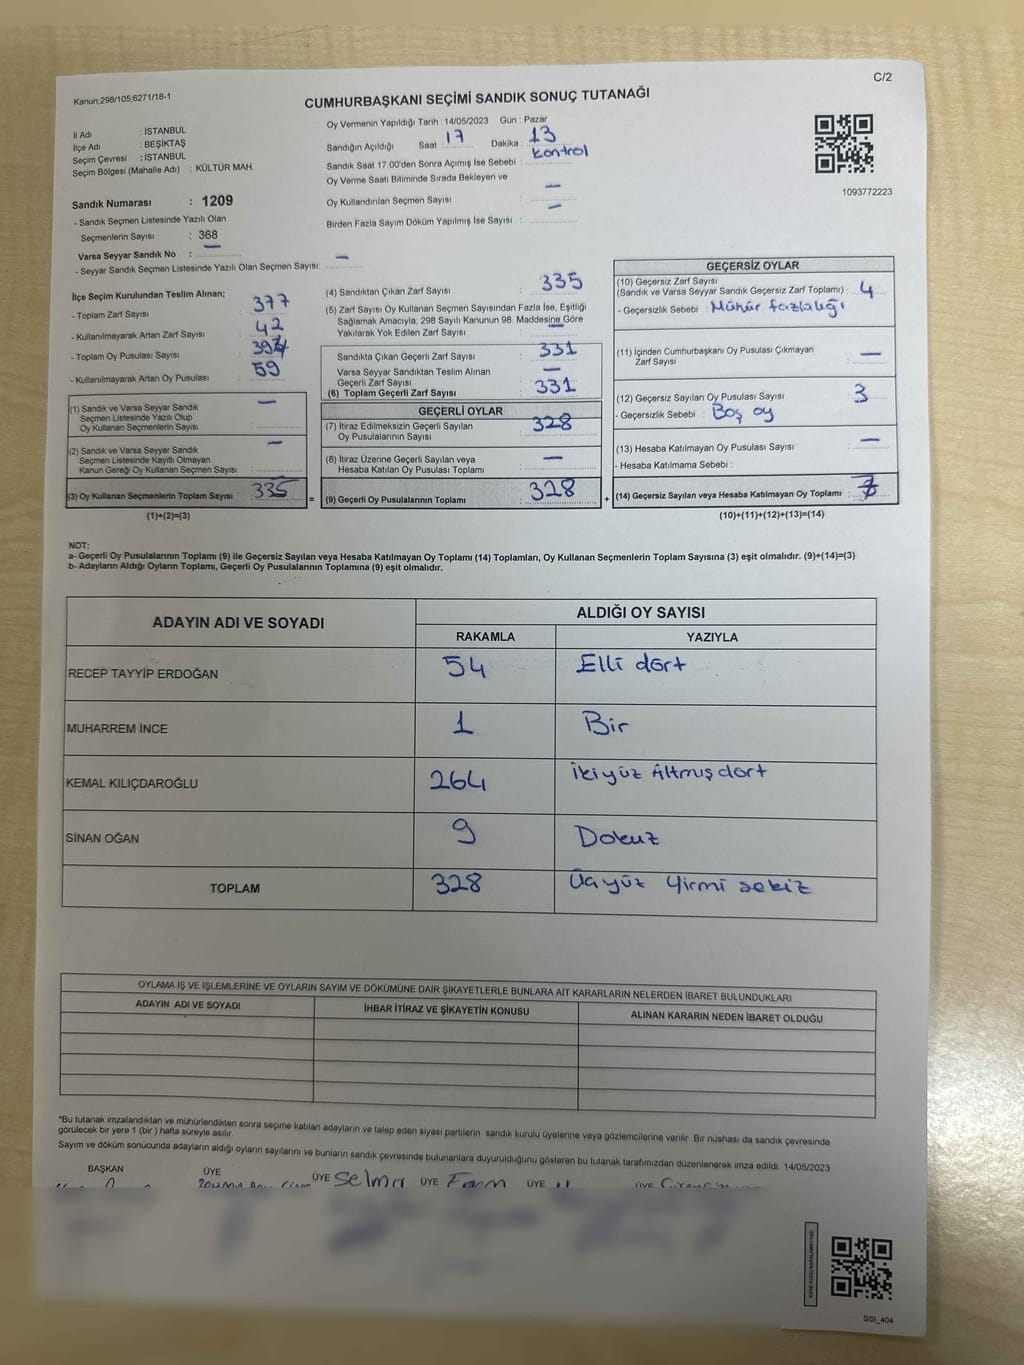 C/2
Kanun:298/105,6271/18-1
CUMHURBAŞKANI SEÇİMİ SANDIK SONUÇ TUTANAĞI
İl Adı : İSTANBUL
İlçe Adı : BEŞİKTAŞ
Seçim Çevresi : İSTANBUL
Seçim Bölgesi (Mahalle Adı) : KÜLTÜR MAH.
Sandık Numarası : 1209
- Sandık Seçmen Listesinde Yazılı Olan
Seçmenlerin Sayısı : 368
Varsa Seyyar Sandık No : —
- Seyyar Sandık Seçmen Listesinde Yazılı Olan Seçmen Sayısı: —
Oy Vermenin Yapıldığı Tarih : 14/05/2023 Gün : Pazar
Sandığın Açıldığı Saat : 17 Dakika : 13
Sandık Saat 17.00'den Sonra Açımış İse Sebebi : kontrol
Oy Verme Saati Bitiminde Sırada Bekleyen ve
Oy Kullandırılan Seçmen Sayısı —
Birden Fazla Sayım Döküm Yapılmış İse Sayısı : —
1093772223
İlçe Seçim Kurulundan Teslim Alınan;
- Toplam Zarf Sayısı : 377
- Kullanılmayarak Artan Zarf Sayısı : 42
- Toplam Oy Pusulası Sayısı :
- Kullanılmayarak Artan Oy Pusulası : 59
(1) Sandık ve Varsa Seyyar Sandık
Seçmen Listesinde Yazılı Olup
Oy Kullanan Seçmenlerin Sayısı : —
(2) Sandık ve Varsa Seyyar Sandık
Seçmen Listesinde Kayıtlı Olmayan
Kanun Gereği Oy Kullanan Seçmen Sayısı : —
(3) Oy Kullanan Seçmenlerin Toplam Sayısı : 335
(1)+(2)=(3)
(4) Sandıktan Çıkan Zarf Sayısı : 335
(5) Zarf Sayısı Oy Kullanan Seçmen Sayısından Fazla İse, Eşitliği
Sağlamak Amacıyla, 298 Sayılı Kanunun 98. Maddesine Göre
Yakılarak Yok Edilen Zarf Sayısı : —
Sandıkta Çıkan Geçerli Zarf Sayısı : 331
Varsa Seyyar Sandıktan Teslim Alınan
Geçerli Zarf Sayısı : —
(6) Toplam Geçerli Zarf Sayısı : 331
GEÇERLİ OYLAR
(7) İtiraz Edilmeksizin Geçerli Sayılan
Oy Pusulalarının Sayısı : 328
(8) İtiraz Üzerine Geçerli Sayılan veya
Hesaba Katılan Oy Pusulası Toplamı : —
= (9) Geçerli Oy Pusulalarının Toplamı : 328
GEÇERSİZ OYLAR
(10) Geçersiz Zarf Sayısı
(Sandık ve Varsa Seyyar Sandık Geçersiz Zarf Toplamı) : 4
- Geçersizlik Sebebi : Mühür fazlalığı
(11) İçinden Cumhurbaşkanı Oy Pusulası Çıkmayan
Zarf Sayısı : —
(12) Geçersiz Sayılan Oy Pusulası Sayısı : 3
- Geçersizlik Sebebi : Boş oy
(13) Hesaba Katılmayan Oy Pusulası Sayısı : —
- Hesaba Katılmama Sebebi :
+ (14) Geçersiz Sayılan veya Hesaba Katılmayan Oy Toplamı : 7
(10)+(11)+(12)+(13)=(14)
NOT:
a- Geçerli Oy Pusulalarının Toplamı (9) ile Geçersiz Sayılan veya Hesaba Katılmayan Oy Toplamı (14) Toplamları, Oy Kullanan Seçmenlerin Toplam Sayısına (3) eşit olmalıdır. (9)+(14)=(3)
b- Adayların Aldığı Oyların Toplamı, Geçerli Oy Pusulalarının Toplamına (9) eşit olmalıdır.
ADAYIN ADI VE SOYADI ALDIĞI OY SAYISI
RAKAMLA YAZIYLA
RECEP TAYYİP ERDOĞAN 54 Elli dört
MUHARREM İNCE 1 Bir
KEMAL KILIÇDAROĞLU 264 İkiyüz Altmış dört
SİNAN OĞAN 9 Dokuz
TOPLAM 328 Üçyüz Yirmi sekiz
OYLAMA İŞ VE İŞLEMLERİNE VE OYLARIN SAYIM VE DÖKÜMÜNE DAİR ŞİKAYETLERLE BUNLARA AİT KARARLARIN NELERDEN İBARET BULUNDUKLARI
ADAYIN ADI VE SOYADI İHBAR İTİRAZ VE ŞİKAYETİN KONUSU ALINAN KARARIN NEDEN İBARET OLDUĞU
*Bu tutanak imzalandıktan ve mühürlendikten sonra seçime katılan adayların ve talep eden siyasi partilerin sandık kurulu üyelerine veya gözlemcilerine verilir. Bir nüshası da sandık çevresinde
görülecek bir yere 1 (bir) hafta süreyle asılır.
Sayım ve döküm sonucunda adayların aldığı oyların sayılarını ve bunların sandık çevresinde bulunanlara duyurulduğunu gösteren bu tutanak tarafımızdan düzenlenerek imza edildi. 14/05/2023
BAŞKAN ÜYE ÜYE Selma ÜYE ÜYE ÜYE
SSI_404